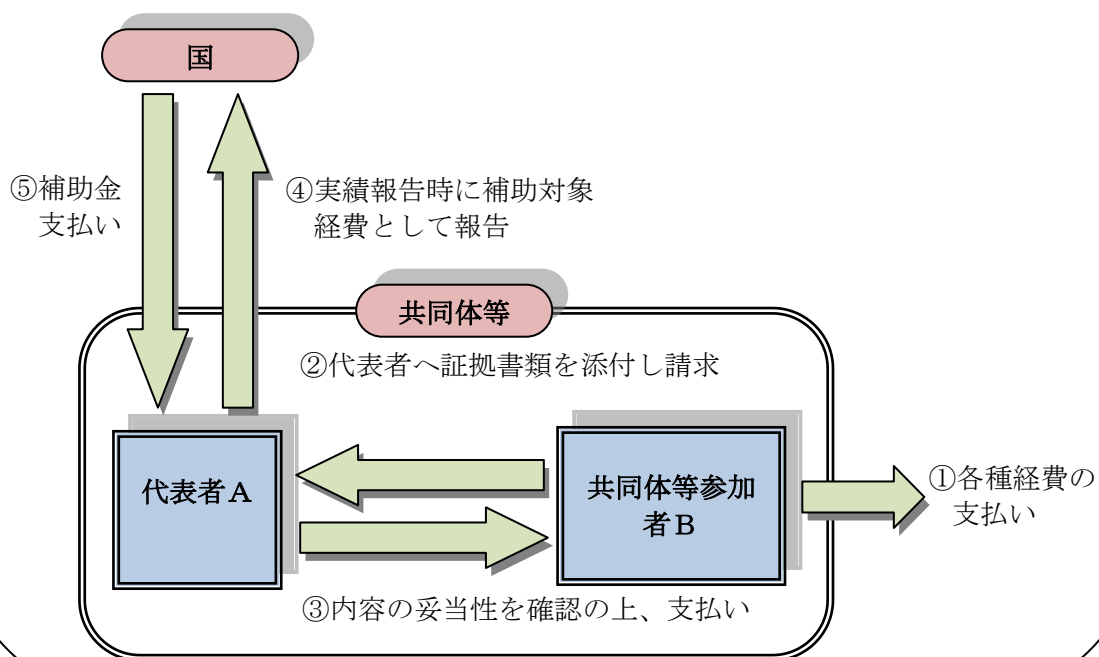 国
⑤補助金
支払い
④実績報告時に補助対象
経費として報告
共同体等
②代表者へ証拠書類を添付し請求
代表者A
共同体等参加
者B
①各種経費の
支払い
③内容の妥当性を確認の上、支払い